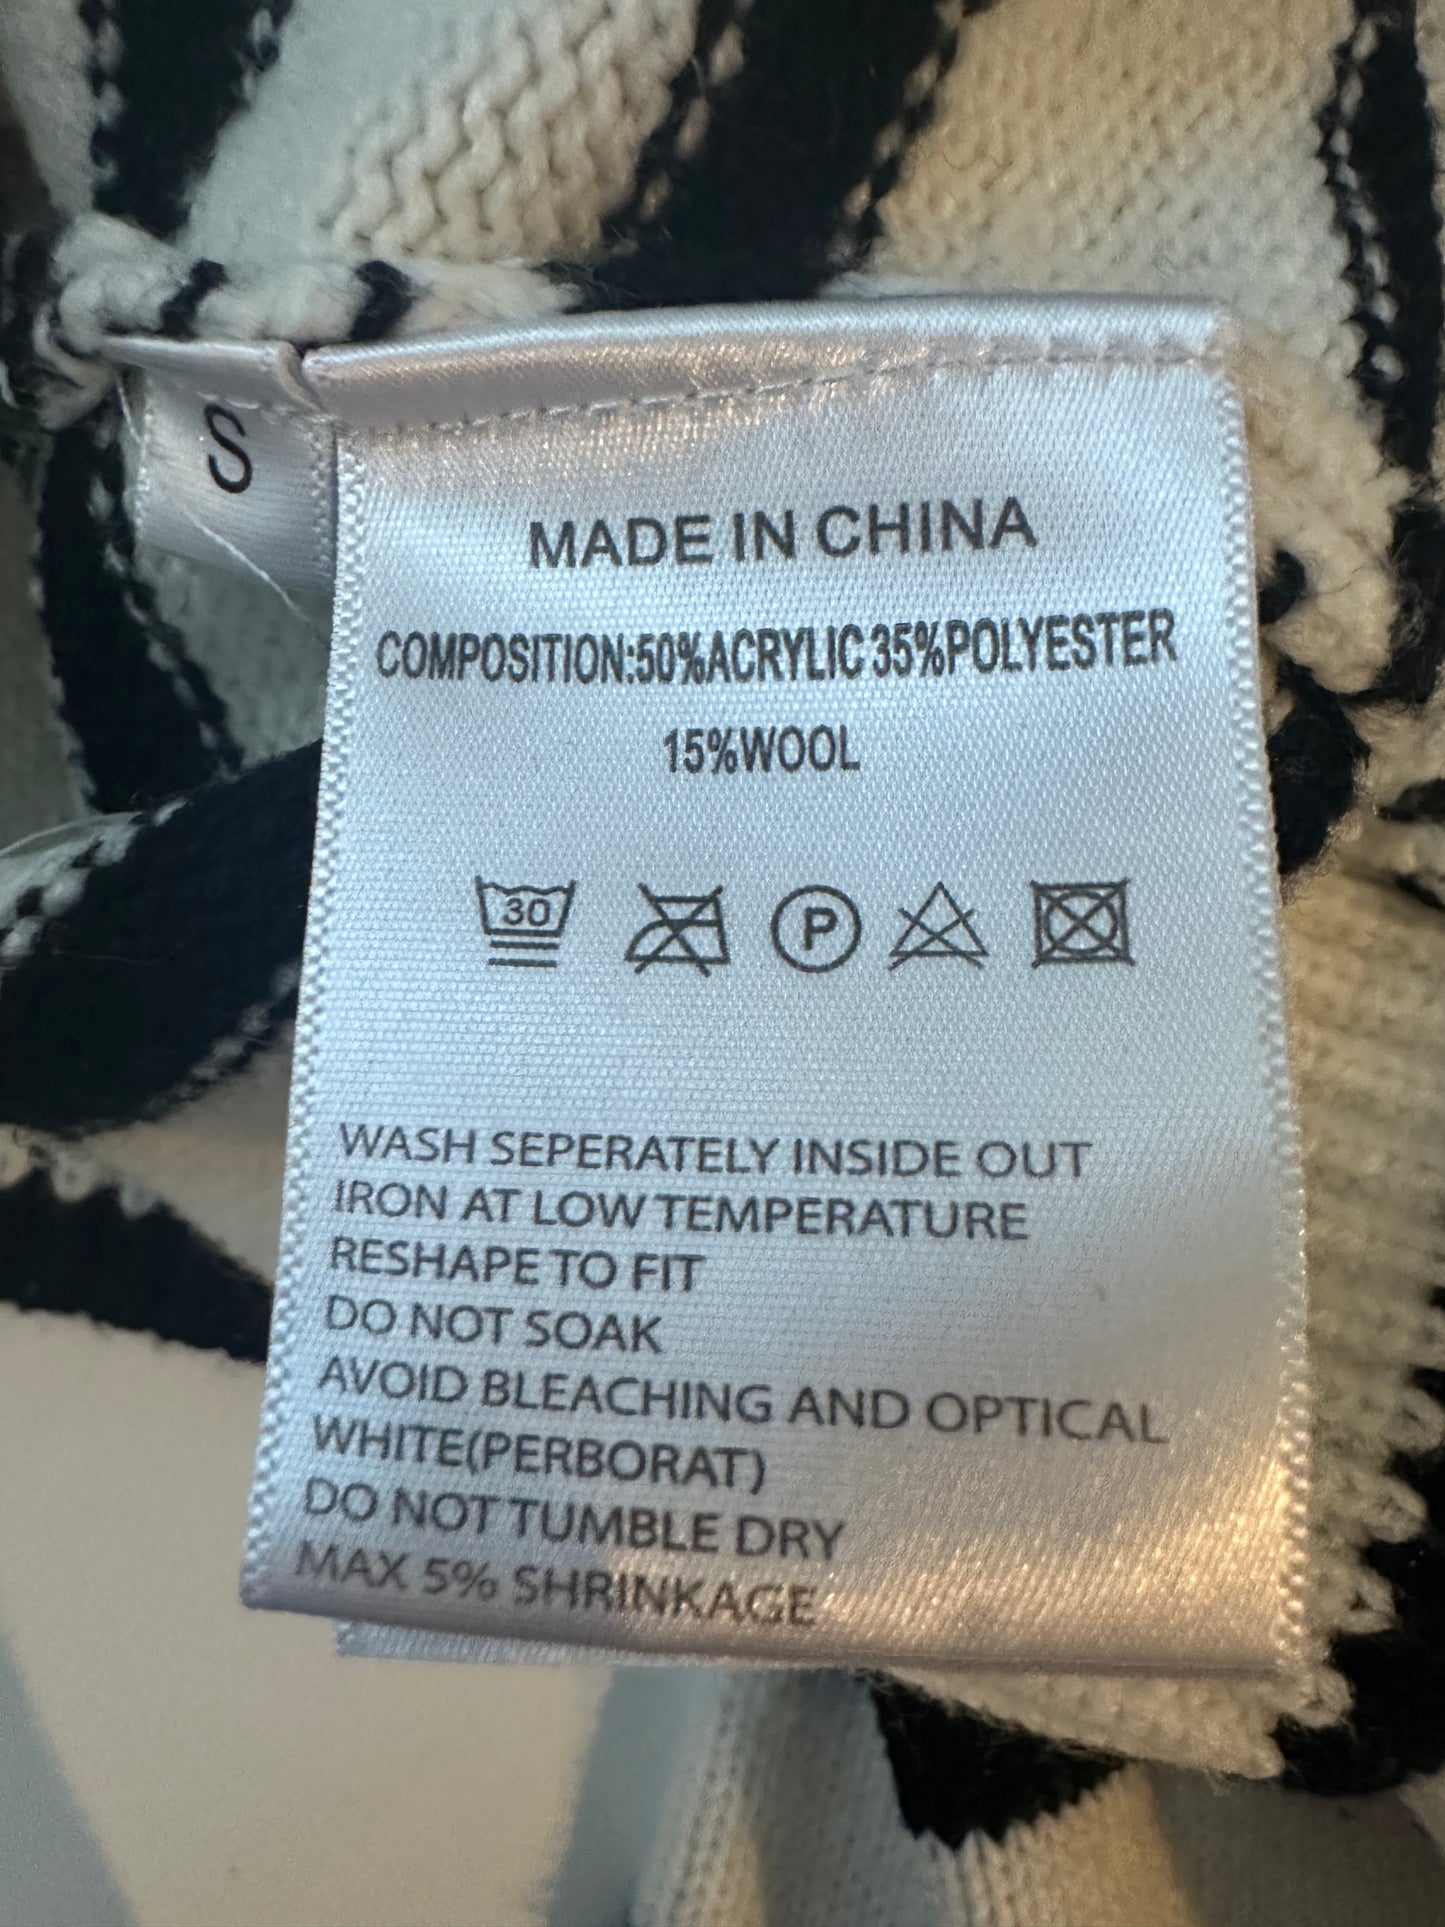 S
MADE IN CHINA
COMPOSITION:50%ACRYLIC 35%POLYESTER
15%WOOL
30 P
WASH SEPERATELY INSIDE OUT
IRON AT LOW TEMPERATURE
RESHAPE TO FIT
DO NOT SOAK
AVOID BLEACHING AND OPTICAL
WHITE(PERBORAT)
DO NOT TUMBLE DRY
MAX 5% SHRINKAGE